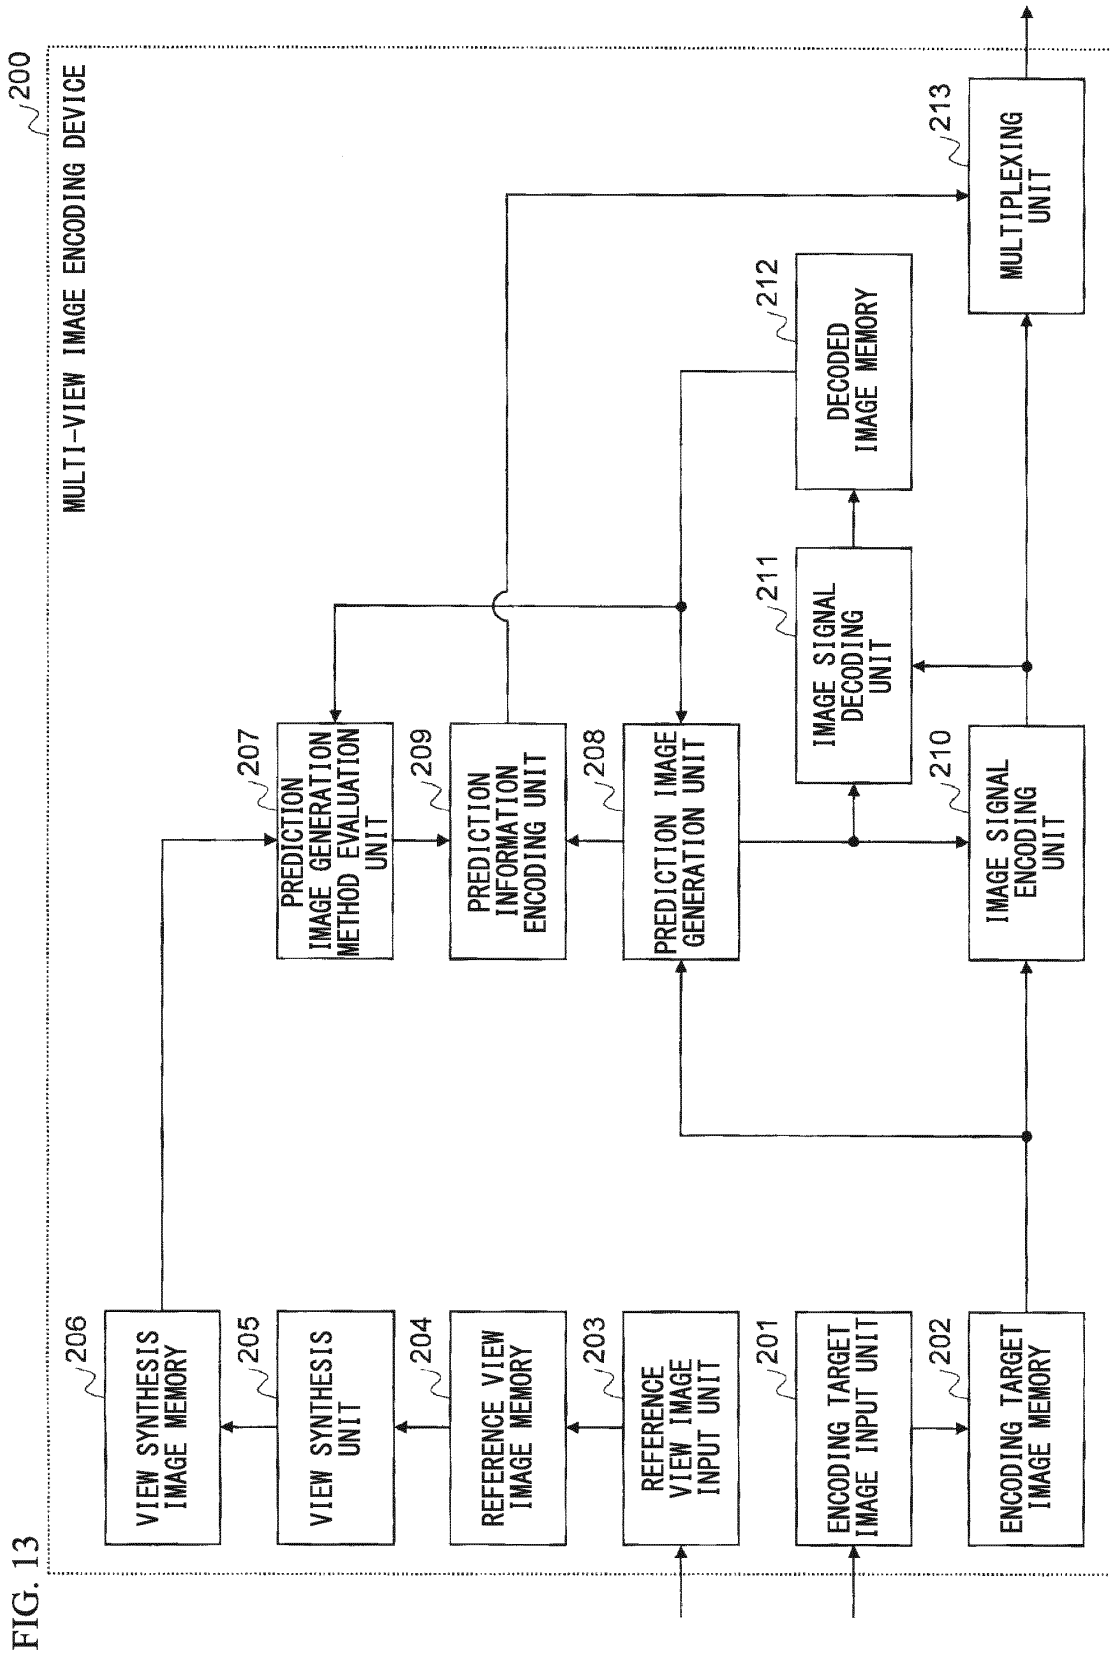 FIG. 13
200
MULTI-VIEW IMAGE ENCODING DEVICE
206
VIEW SYNTHESIS
IMAGE MEMORY
205
VIEW SYNTHESIS
UNIT
204
REFERENCE VIEW
IMAGE MEMORY
203
REFERENCE
VIEW IMAGE
INPUT UNIT
201
ENCODING TARGET
IMAGE INPUT UNIT
202
ENCODING TARGET
IMAGE MEMORY
207
PREDICTION
IMAGE GENERATION
METHOD EVALUATION
UNIT
209
PREDICTION
INFORMATION
ENCODING UNIT
208
PREDICTION IMAGE
GENERATION UNIT
210
IMAGE SIGNAL
ENCODING
UNIT
211
IMAGE SIGNAL
DECODING
UNIT
212
DECODED
IMAGE MEMORY
213
MULTIPLEXING
UNIT